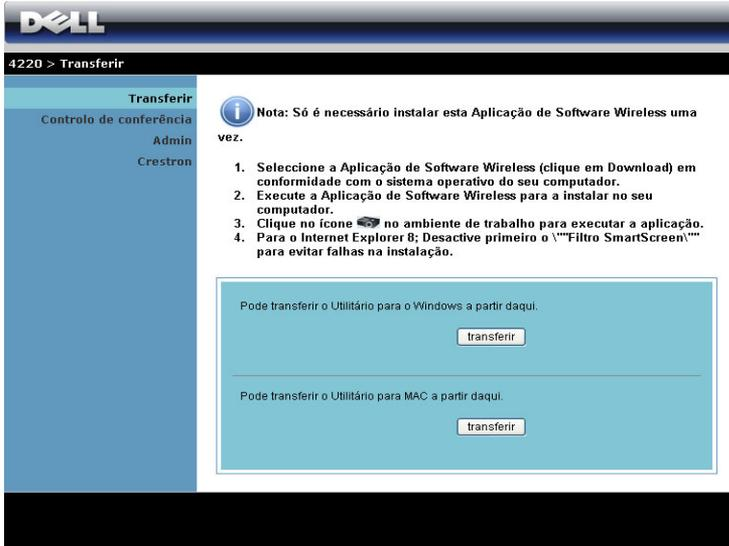 DELL
4220 > Transferir
Transferir
Controlo de conferência
Admin
Crestron
Nota: Só é necessário instalar esta Aplicação de Software Wireless uma
vez.
1. Seleccione a Aplicação de Software Wireless (clique em Download) em
conformidade com o sistema operativo do seu computador.
2. Execute a Aplicação de Software Wireless para a instalar no seu
computador.
3. Clique no ícone no ambiente de trabalho para executar a aplicação.
4. Para o Internet Explorer 8; Desactive primeiro o \""Filtro SmartScreen\""
para evitar falhas na instalação.
Pode transferir o Utilitário para o Windows a partir daqui.
transferir
Pode transferir o Utilitário para MAC a partir daqui.
transferir